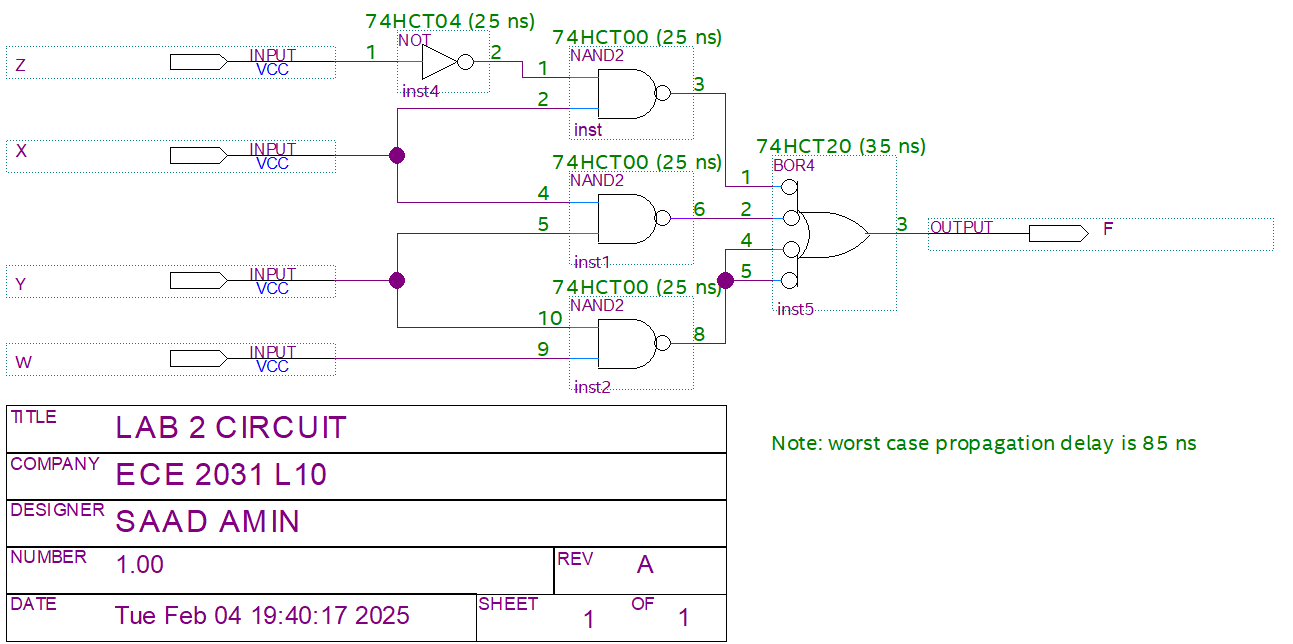 74HCT04 (25 ns)
NOT
74HCT00 (25 ns)
NAND2
Z
INPUT
VCC
1
2
inst4
1
2
3
inst
X
INPUT
VCC
74HCT00 (25 ns)
NAND2
4
5
6
inst1
74HCT20 (35 ns)
BOR4
1
2
4
5
3
inst5
OUTPUT
F
Y
INPUT
VCC
74HCT00 (25 ns)
NAND2
10
9
8
inst2
W
INPUT
VCC
TITLE LAB 2 CIRCUIT
COMPANY ECE 2031 L10
DESIGNER SAAD AMIN
NUMBER 1.00 REV A
DATE Tue Feb 04 19:40:17 2025 SHEET 1 OF 1
Note: worst case propagation delay is 85 ns